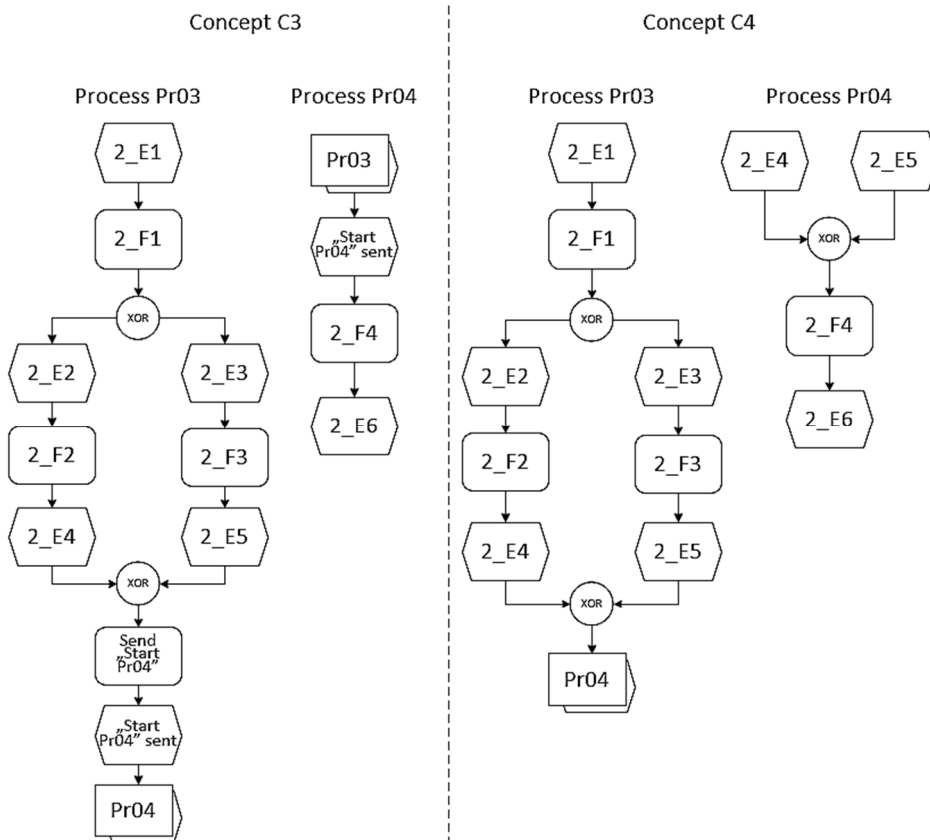 Concept C3
Process Pr03
2_E1
2_F1
XOR
2_E2
2_E3
2_F2
2_F3
2_E4
2_E5
XOR
Send
„Start
Pr04”
„Start
Pr04” sent
Pr04
Process Pr04
Pr03
„Start
Pr04” sent
2_F4
2_E6
Concept C4
Process Pr03
2_E1
2_F1
XOR
2_E2
2_E3
2_F2
2_F3
2_E4
2_E5
XOR
Pr04
Process Pr04
2_E4
2_E5
XOR
2_F4
2_E6